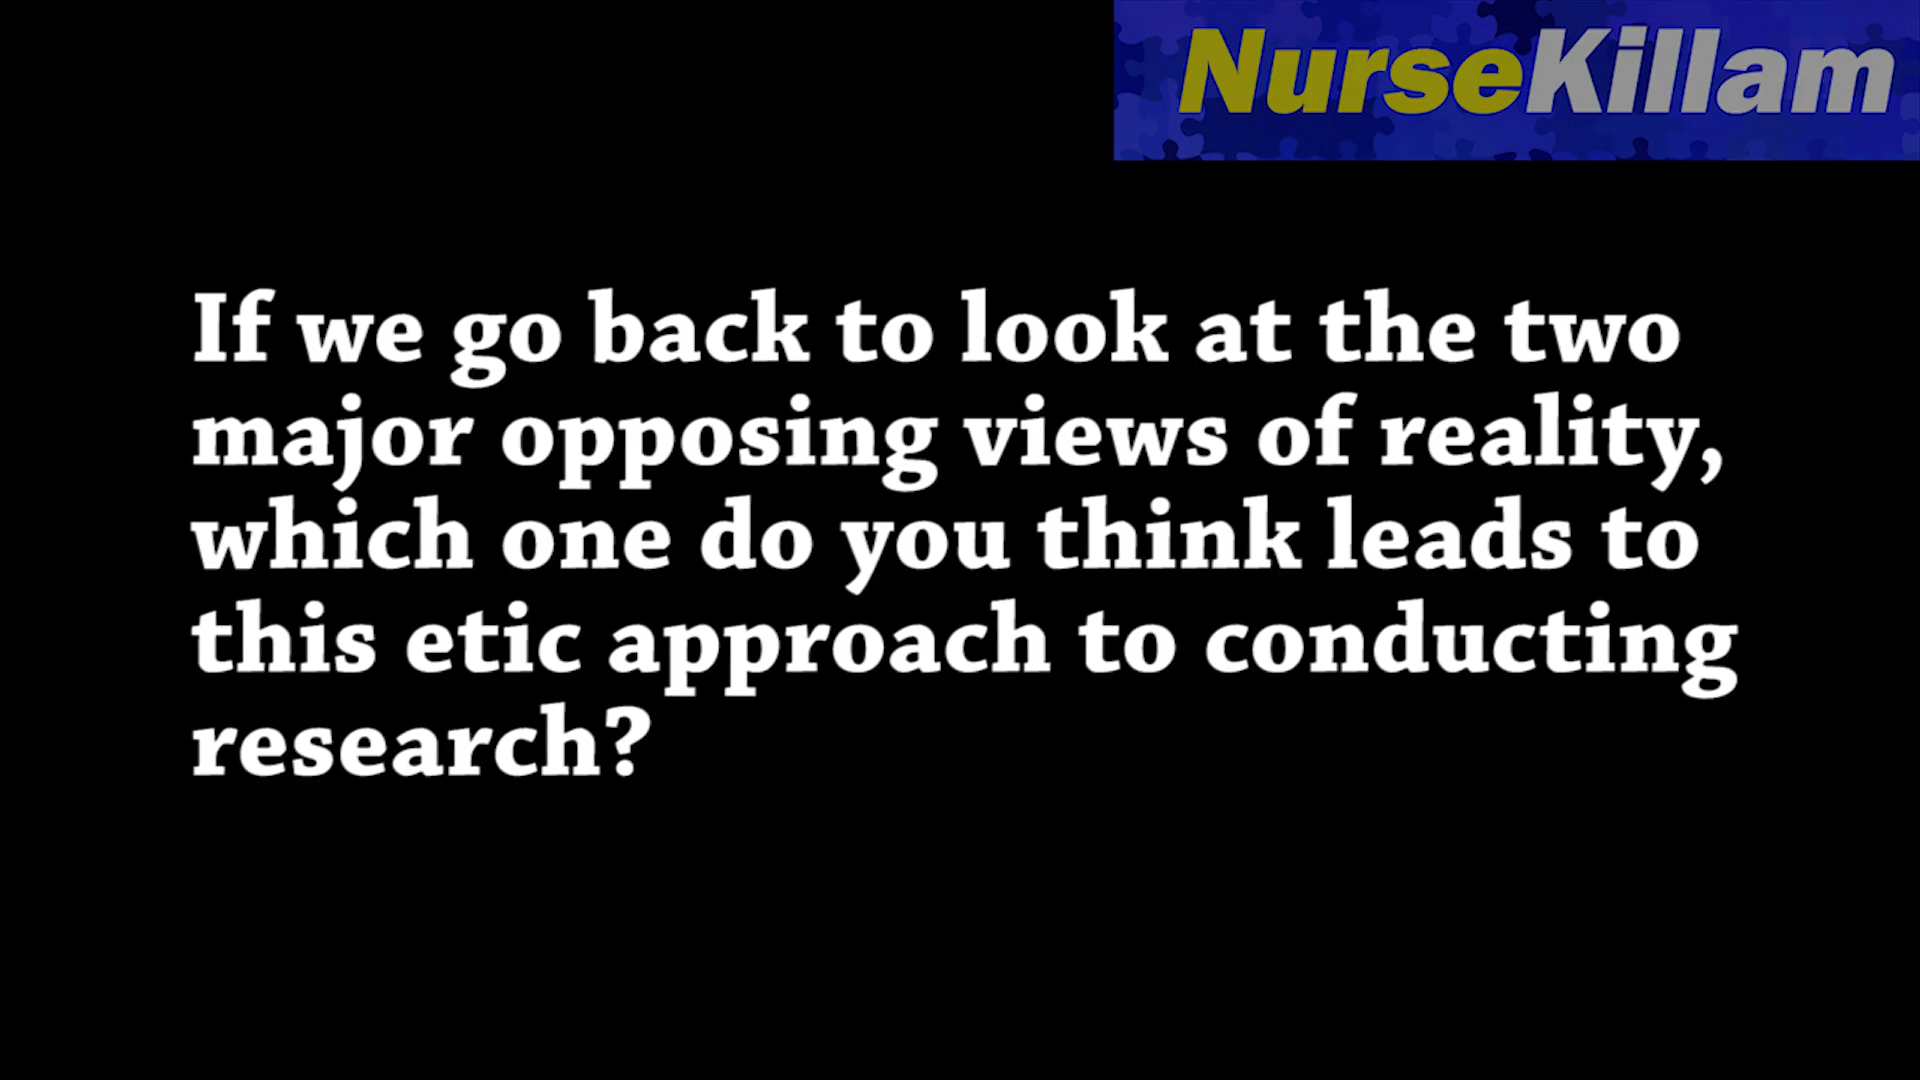 NurseKillam
If we go back to look at the two
major opposing views of reality,
which one do you think leads to
this etic approach to conducting
research?